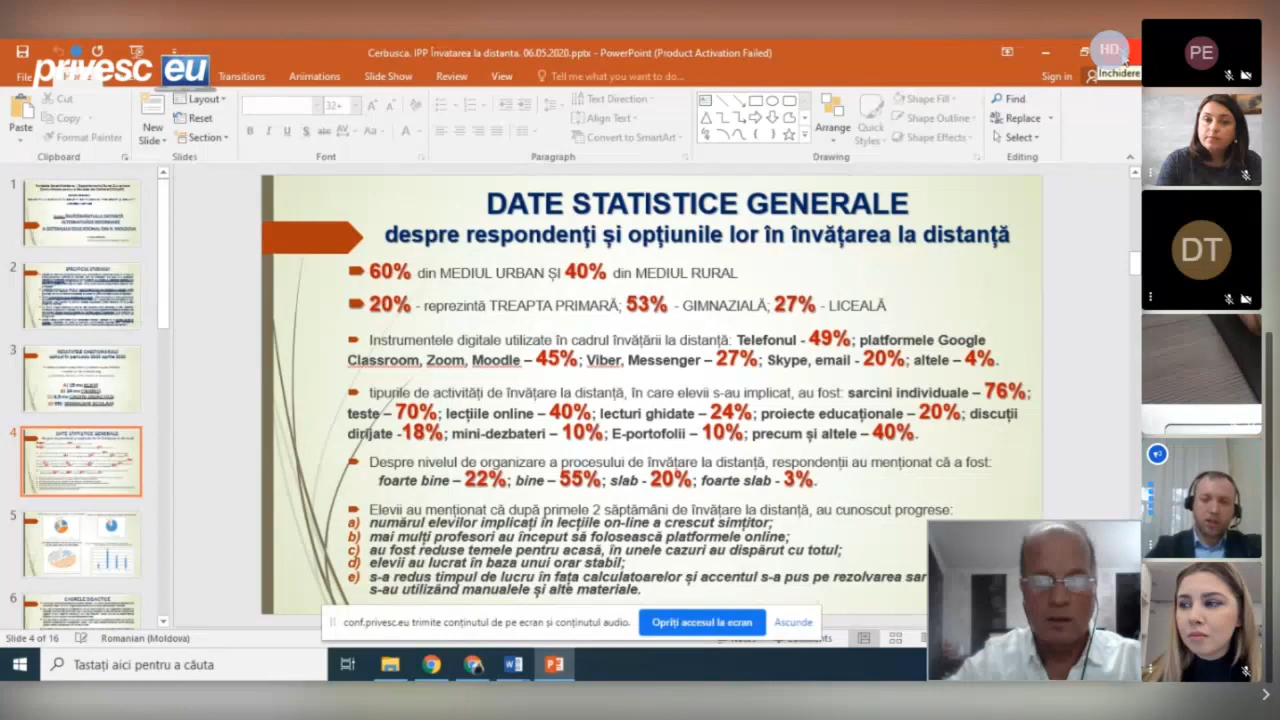 privesc eu
Cerbusca. IPP Învatarea la distanta. 06.05.2020.pptx - PowerPoint (Product Activation Failed)
HD
PE
File
Transitions
Animations
Slide Show
Review
View
Tell me what you want to do...
Sign in
Închidere
Paste
Cut
Copy
Format Painter
Clipboard
New
Slide
Layout
Reset
Section
Slides
32+
B I U S abc AV Aa A
Font
Text Direction
Align Text
Convert to SmartArt
Paragraph
Arrange
Quick
Styles
Shape Fill
Shape Outline
Shape Effects
Drawing
Find
Replace
Select
Editing
1
2
3
4
5
6
DATE STATISTICE GENERALE
despre respondenți și opțiunile lor în învățarea la distanță
60% din MEDIUL URBAN ȘI 40% din MEDIUL RURAL
20% - reprezintă TREAPTA PRIMARĂ; 53% - GIMNAZIALĂ; 27% - LICEALĂ
Instrumentele digitale utilizate în cadrul învățării la distanță: Telefonul - 49%; platformele Google
Classroom, Zoom, Moodle – 45%; Viber, Messenger – 27%; Skype, email - 20%; altele – 4%.
tipurile de activități de învățare la distanță, în care elevii s-au implicat, au fost: sarcini individuale – 76%;
teste – 70%; lecțiile online – 40%; lecturi ghidate – 24%; proiecte educaționale – 20%; discuții
dirijate -18%; mini-dezbateri – 10%; E-portofolii – 10%; precum și altele – 40%.
Despre nivelul de organizare a procesului de învățare la distanță, respondenții au menționat că a fost:
foarte bine – 22%; bine – 55%; slab - 20%; foarte slab - 3%.
Elevii au menționat că după primele 2 săptămâni de învățare la distanță, au cunoscut progrese:
a) numărul elevilor implicați în lecțiile on-line a crescut simțitor;
b) mai mulți profesori au început să folosească platformele online;
c) au fost reduse temele pentru acasă, în unele cazuri au dispărut cu totul;
d) elevii au lucrat în baza unui orar stabil;
e) s-a redus timpul de lucru în fața calculatoarelor și accentul s-a pus pe rezolvarea sar
s-au utilizând manualele și alte materiale.
DT
conf.privesc.eu trimite conținutul de pe ecran și conținutul audio.
Opriți accesul la ecran
Ascunde
Slide 4 of 16
Romanian (Moldova)
Tastați aici pentru a căuta